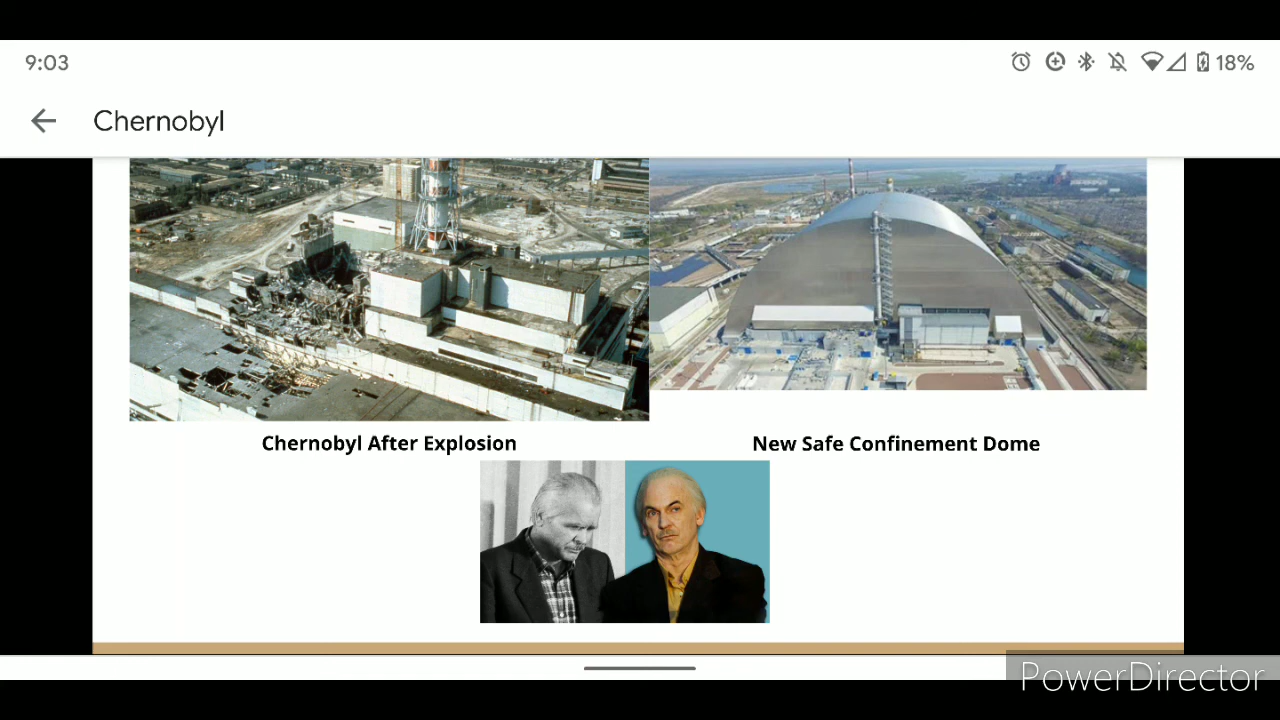 9:03
18%
Chernobyl
Chernobyl After Explosion
New Safe Confinement Dome
PowerDirector